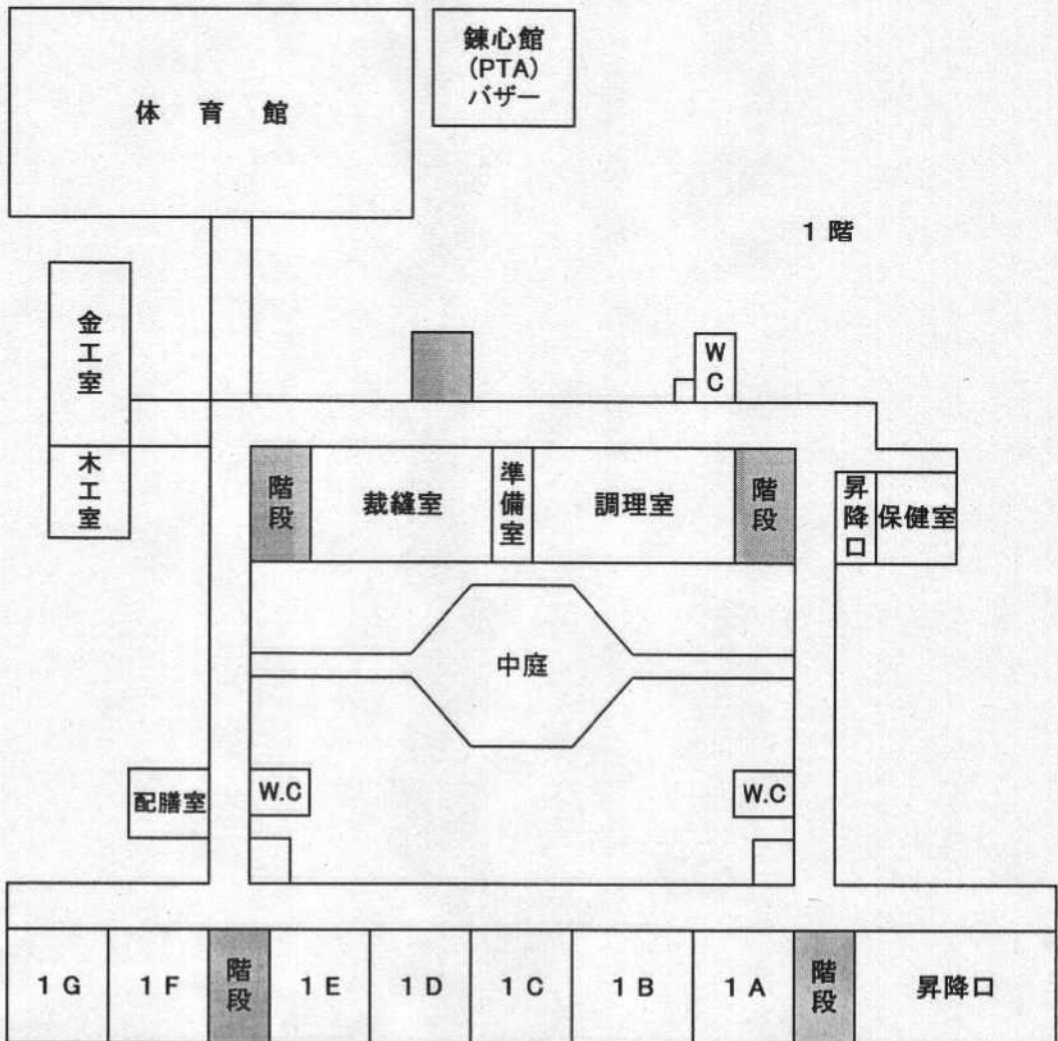 錬心館
(PTA)
バザー
体 育 館
1 階
金工室
W C
木工室
階段
裁縫室
準備室
調理室
階段
昇降口
保健室
中庭
配膳室
W.C
W.C
1 G
1 F
階段
1 E
1 D
1 C
1 B
1 A
階段
昇降口